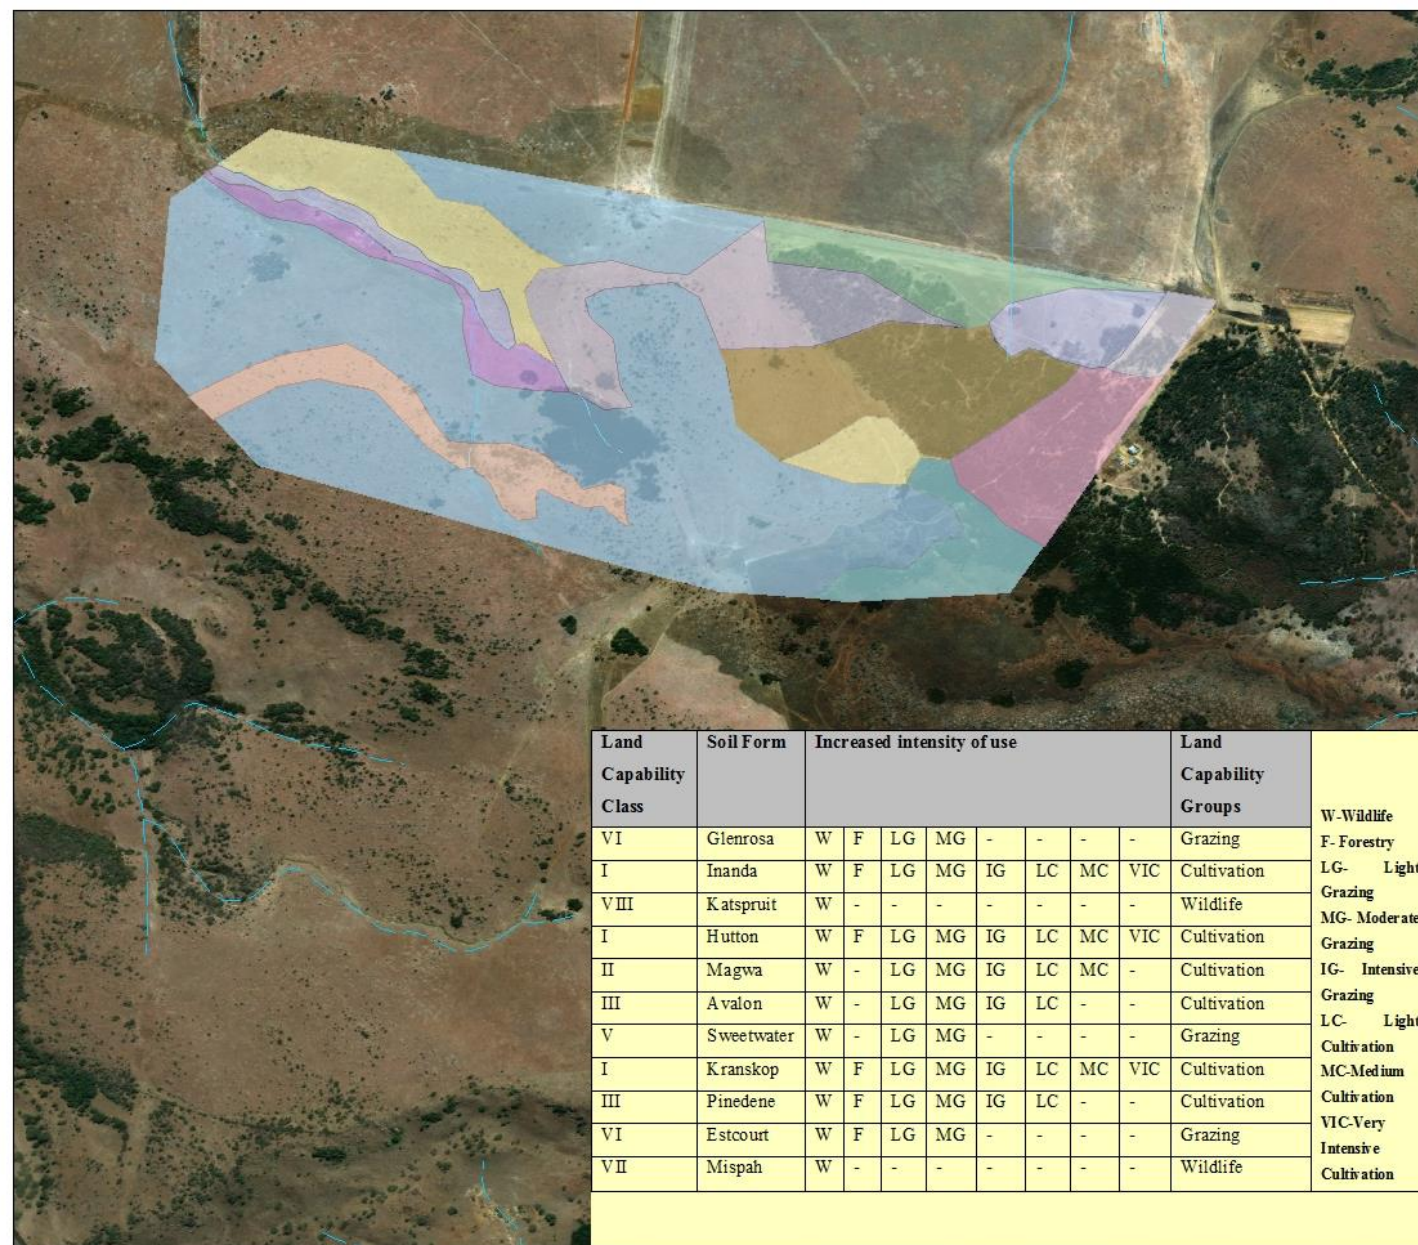 Land Capability Class | Soil Form | Increased intensity of use | Land Capability Groups
VI | Glenrosa | W | F | LG | MG | - | - | - | - | Grazing
I | Inanda | W | F | LG | MG | IG | LC | MC | VIC | Cultivation
VIII | Katspruit | W | - | - | - | - | - | - | - | Wildlife
I | Hutton | W | F | LG | MG | IG | LC | MC | VIC | Cultivation
II | Magwa | W | - | LG | MG | IG | LC | MC | - | Cultivation
III | Avalon | W | - | LG | MG | IG | LC | - | - | Cultivation
V | Sweetwater | W | - | LG | MG | - | - | - | - | Grazing
I | Kranskop | W | F | LG | MG | IG | LC | MC | VIC | Cultivation
III | Pinedene | W | F | LG | MG | IG | LC | - | - | Cultivation
VI | Estcourt | W | F | LG | MG | - | - | - | - | Grazing
VII | Mispah | W | - | - | - | - | - | - | - | Wildlife
W-Wildlife
F- Forestry
LG- Light
Grazing
MG- Moderate
Grazing
IG- Intensive
Grazing
LC- Light
Cultivation
MC-Medium
Cultivation
VIC-Very
Intensive
Cultivation